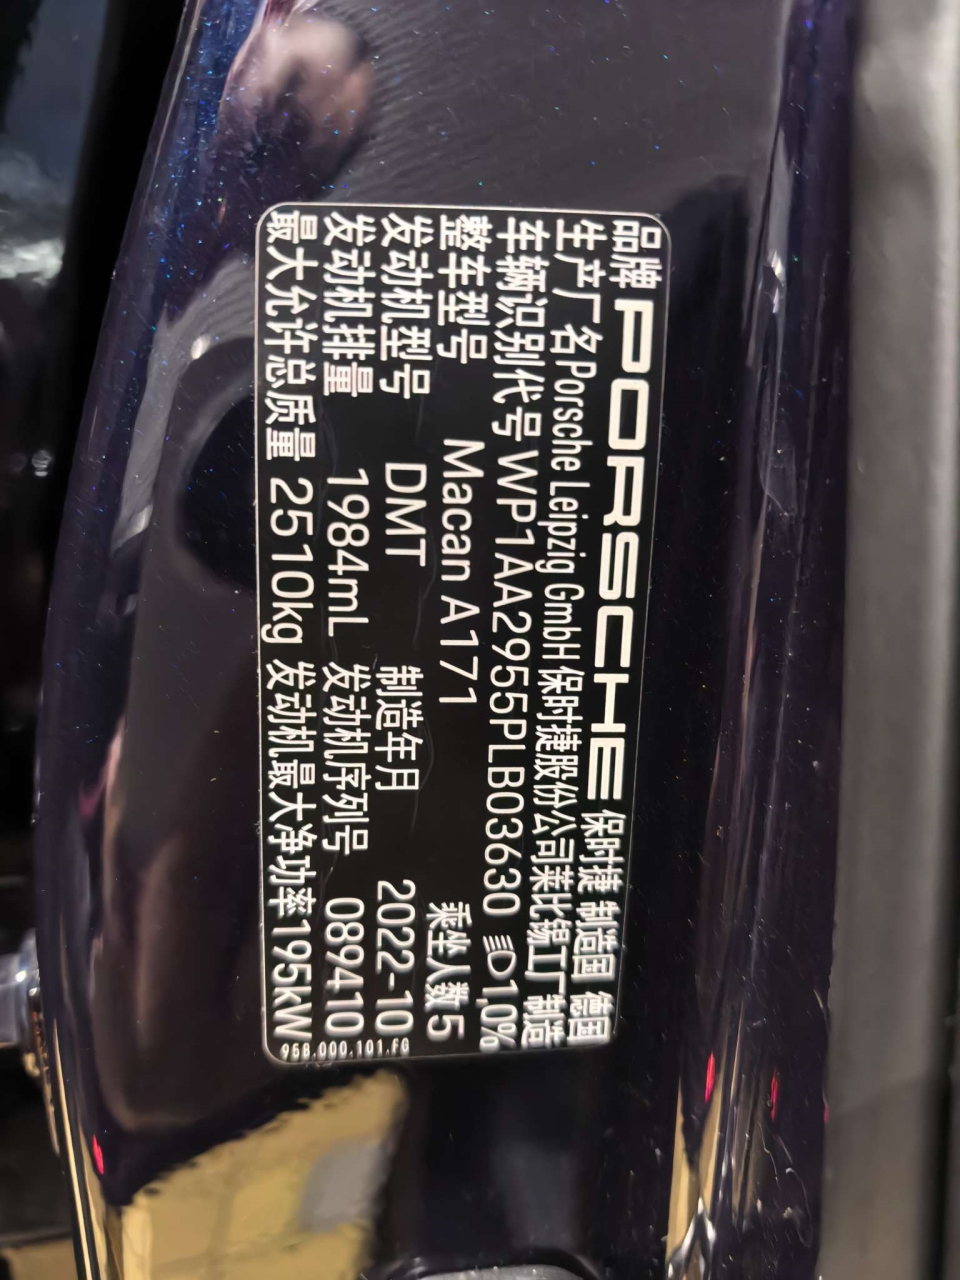 品牌 PORSCHE 保时捷 制造国 德国
生产厂名 Porsche Leipzig GmbH 保时捷股份公司莱比锡工厂 制造
车辆识别代号 WP1AA2955PLB03630 1,0%
整车型号 Macan A171 乘坐人数 5
发动机型号 DMT 制造年月 2022-10
发动机排量 1984mL 发动机序列号 089410
最大允许总质量 2510kg 发动机最大净功率 195kW
95B.000.101.FG